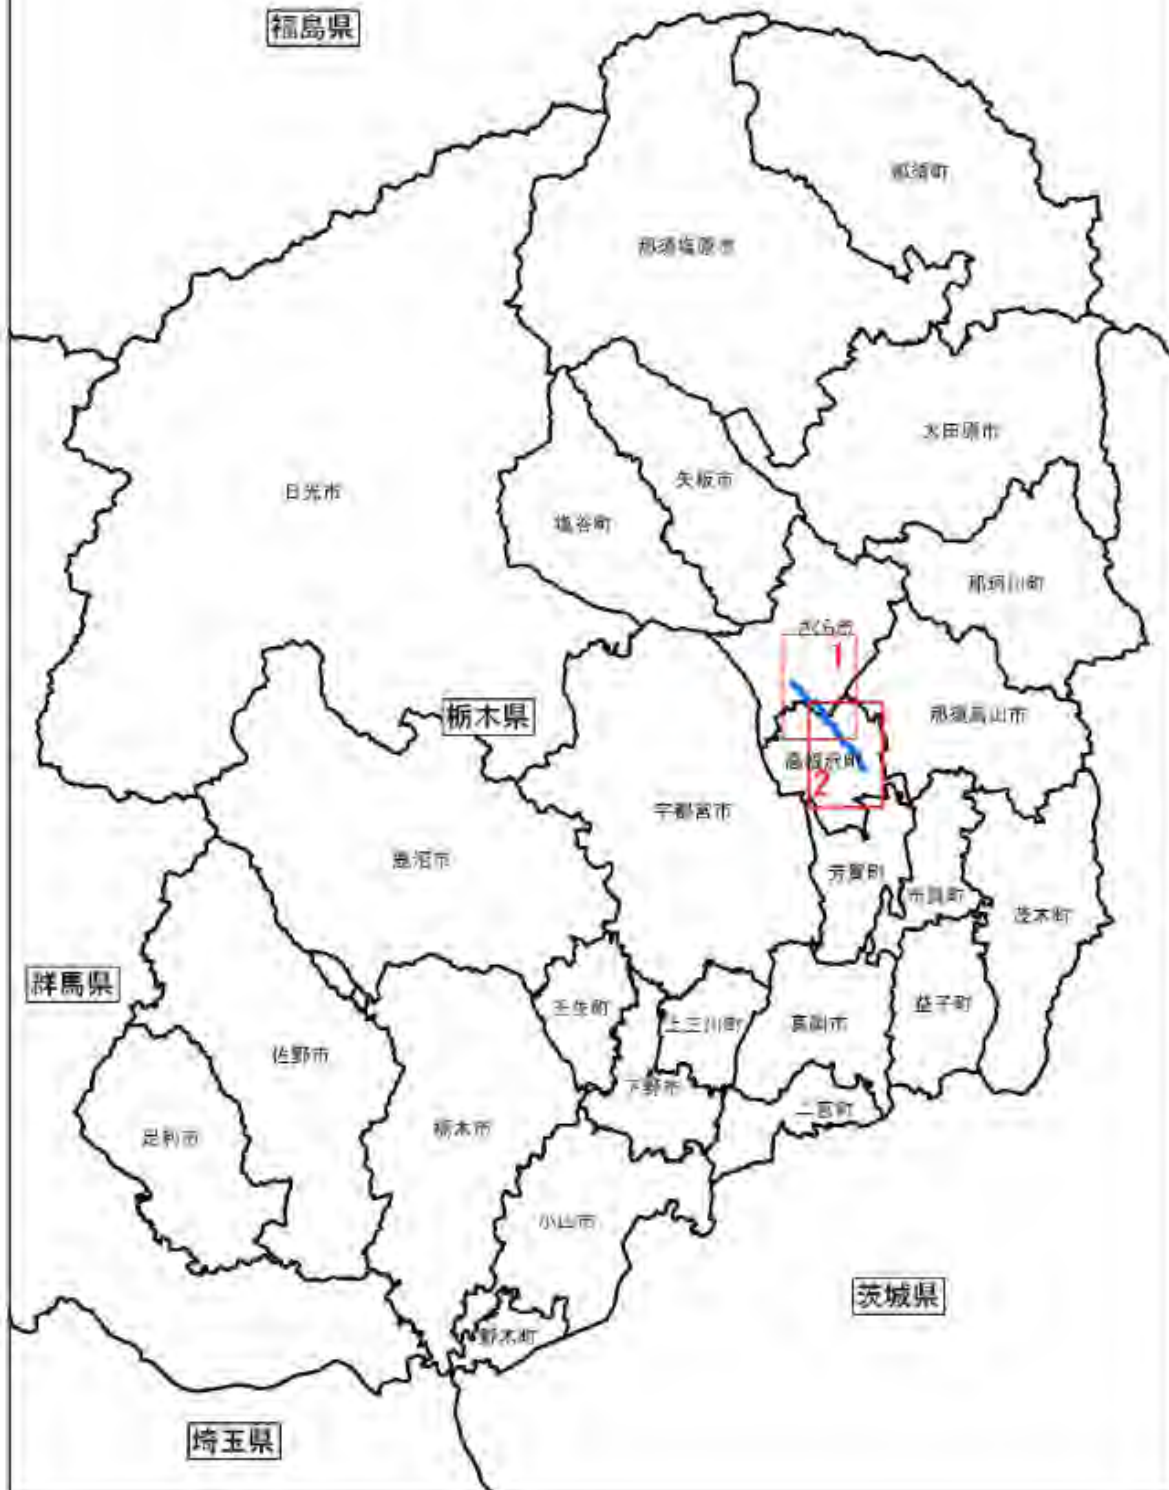 福島県
那須町
那須塩原市
大田原市
矢板市
日光市
塩谷町
那珂川町
さくら市
1
栃木県
那須烏山市
高根沢町
2
宇都宮市
鹿沼市
芳賀町
市貝町
茂木町
群馬県
壬生町
上三川町
真岡市
益子町
佐野市
下野市
二宮町
足利市
栃木市
小山市
茨城県
野木町
埼玉県